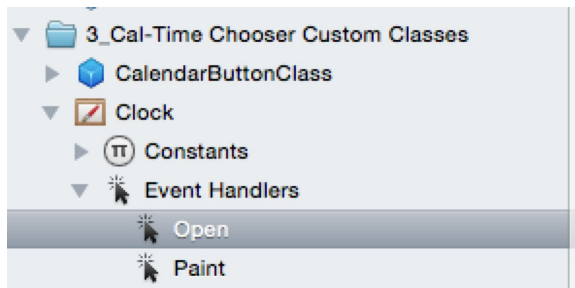 3_Cal-Time Chooser Custom Classes
CalendarButtonClass
Clock
π Constants
Event Handlers
Open
Paint